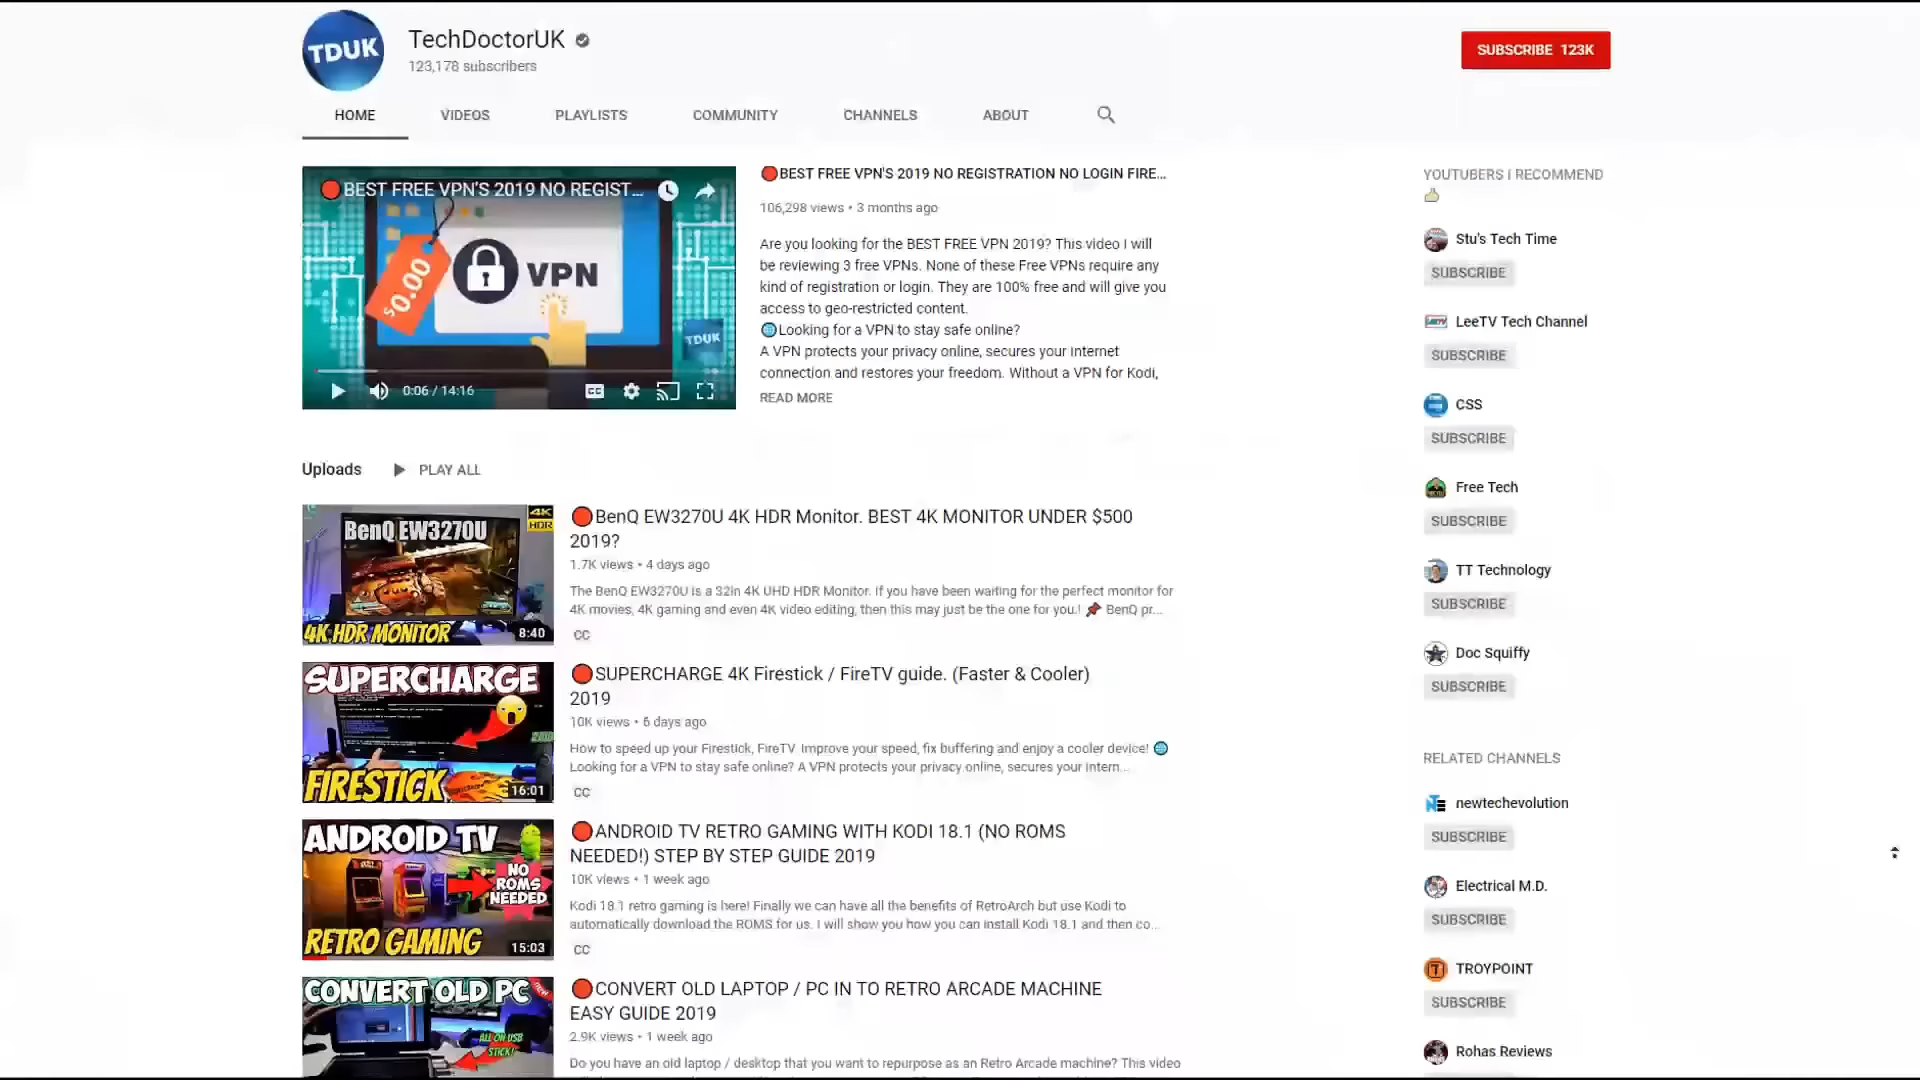 TDUK
TechDoctorUK
123,178 subscribers
SUBSCRIBE 123K
HOME
VIDEOS
PLAYLISTS
COMMUNITY
CHANNELS
ABOUT
🔴BEST FREE VPN'S 2019 NO REGIST...
$0.00
VPN
TDUK
0:06 / 14:16
CC
🔴BEST FREE VPN'S 2019 NO REGISTRATION NO LOGIN FIRE...
106,298 views • 3 months ago
Are you looking for the BEST FREE VPN 2019? This video I will
be reviewing 3 free VPNs. None of these Free VPNs require any
kind of registration or login. They are 100% free and will give you
access to geo-restricted content.
🌐Looking for a VPN to stay safe online?
A VPN protects your privacy online, secures your internet
connection and restores your freedom. Without a VPN for Kodi,
READ MORE
Uploads
PLAY ALL
BenQ EW3270U
4K
HDR
4K HDR MONITOR
8:40
🔴BenQ EW3270U 4K HDR Monitor. BEST 4K MONITOR UNDER $500
2019?
1.7K views • 4 days ago
The BenQ EW3270U is a 32in 4K UHD HDR Monitor. If you have been waiting for the perfect monitor for
4K movies, 4K gaming and even 4K video editing, then this may just be the one for you! 📌 BenQ pr...
CC
SUPERCHARGE
FIRESTICK
16:01
🔴SUPERCHARGE 4K Firestick / FireTV guide. (Faster & Cooler)
2019
10K views • 6 days ago
How to speed up your Firestick, FireTV Improve your speed, fix buffering and enjoy a cooler device! 🌐
Looking for a VPN to stay safe online? A VPN protects your privacy online, secures your intern...
CC
ANDROID TV
NO
ROMS
NEEDED
RETRO GAMING
15:03
🔴ANDROID TV RETRO GAMING WITH KODI 18.1 (NO ROMS
NEEDED!) STEP BY STEP GUIDE 2019
10K views • 1 week ago
Kodi 18.1 retro gaming is here! Finally we can have all the benefits of RetroArch but use Kodi to
automatically download the ROMS for us. I will show you how you can install Kodi 18.1 and then co...
CC
CONVERT OLD PC
ALL ON USB
STICK!
🔴CONVERT OLD LAPTOP / PC IN TO RETRO ARCADE MACHINE
EASY GUIDE 2019
2.9K views • 1 week ago
Do you have an old laptop / desktop that you want to repurpose as an Retro Arcade machine? This video
YOUTUBERS I RECOMMEND
👍
Stu's Tech Time
SUBSCRIBE
LeeTV Tech Channel
SUBSCRIBE
CSS
SUBSCRIBE
Free Tech
SUBSCRIBE
TT Technology
SUBSCRIBE
Doc Squiffy
SUBSCRIBE
RELATED CHANNELS
newtechevolution
SUBSCRIBE
Electrical M.D.
SUBSCRIBE
TROYPOINT
SUBSCRIBE
Rohas Reviews